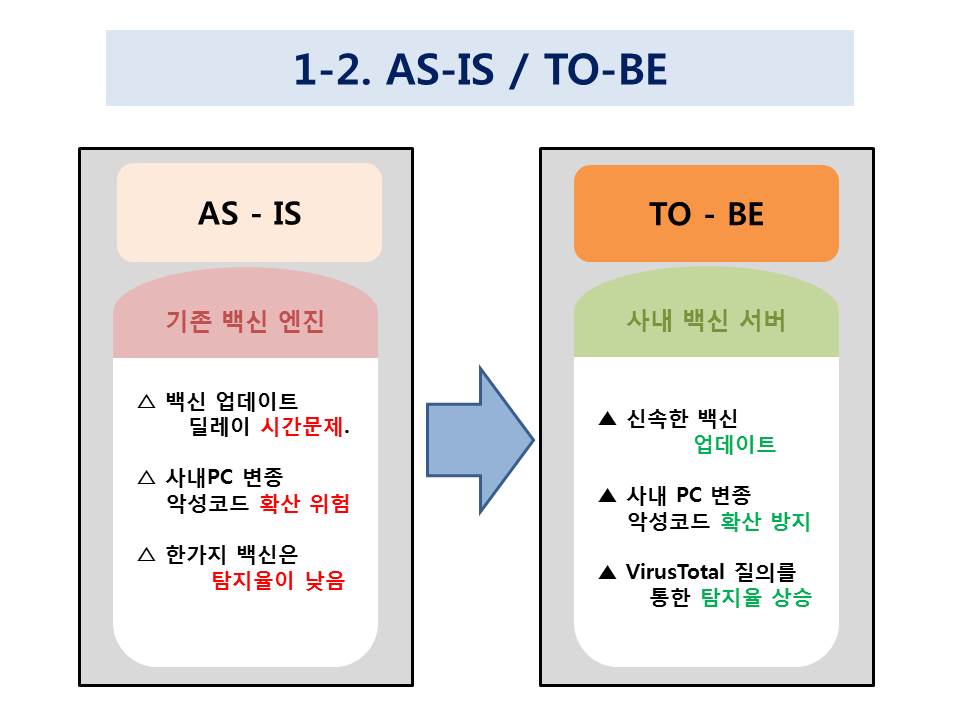 1-2. AS-IS / TO-BE
AS - IS
기존 백신 엔진
△ 백신 업데이트
딜레이 시간문제.
△ 사내PC 변종
악성코드 확산 위험
△ 한가지 백신은
탐지율이 낮음
TO - BE
사내 백신 서버
▲ 신속한 백신
업데이트
▲ 사내 PC 변종
악성코드 확산 방지
▲ VirusTotal 질의를
통한 탐지율 상승